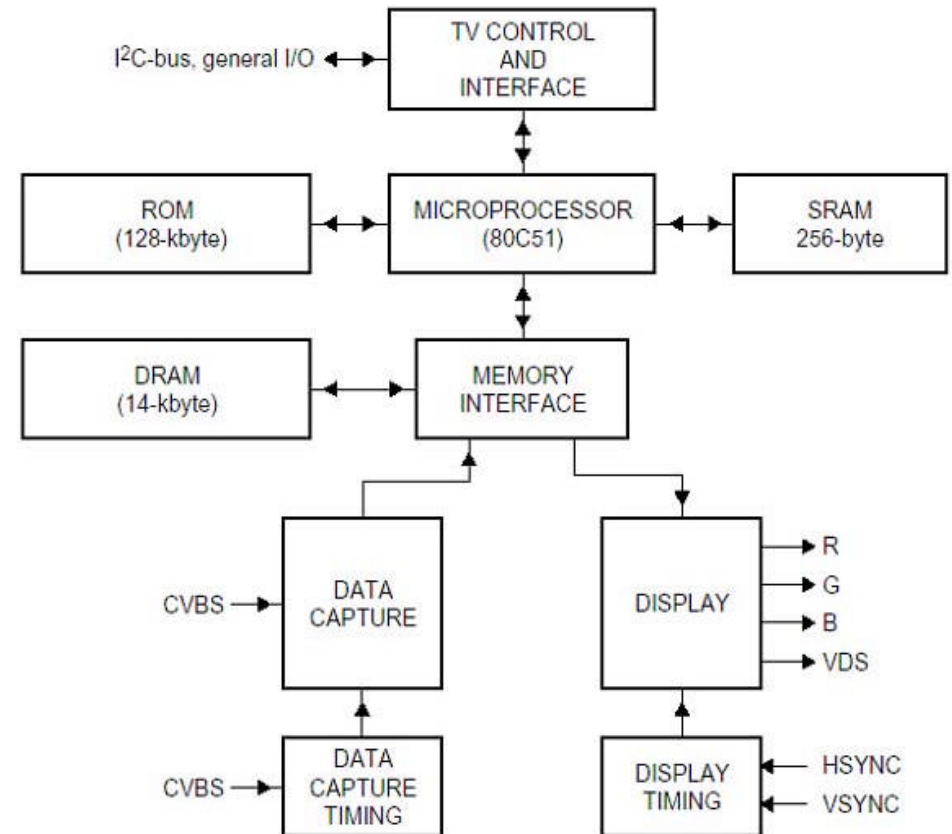 TV CONTROL
AND
INTERFACE
I²C-bus, general I/O
ROM
(128-kbyte)
MICROPROCESSOR
(80C51)
SRAM
256-byte
DRAM
(14-kbyte)
MEMORY
INTERFACE
CVBS
DATA
CAPTURE
DISPLAY
R
G
B
VDS
CVBS
DATA
CAPTURE
TIMING
DISPLAY
TIMING
HSYNC
VSYNC